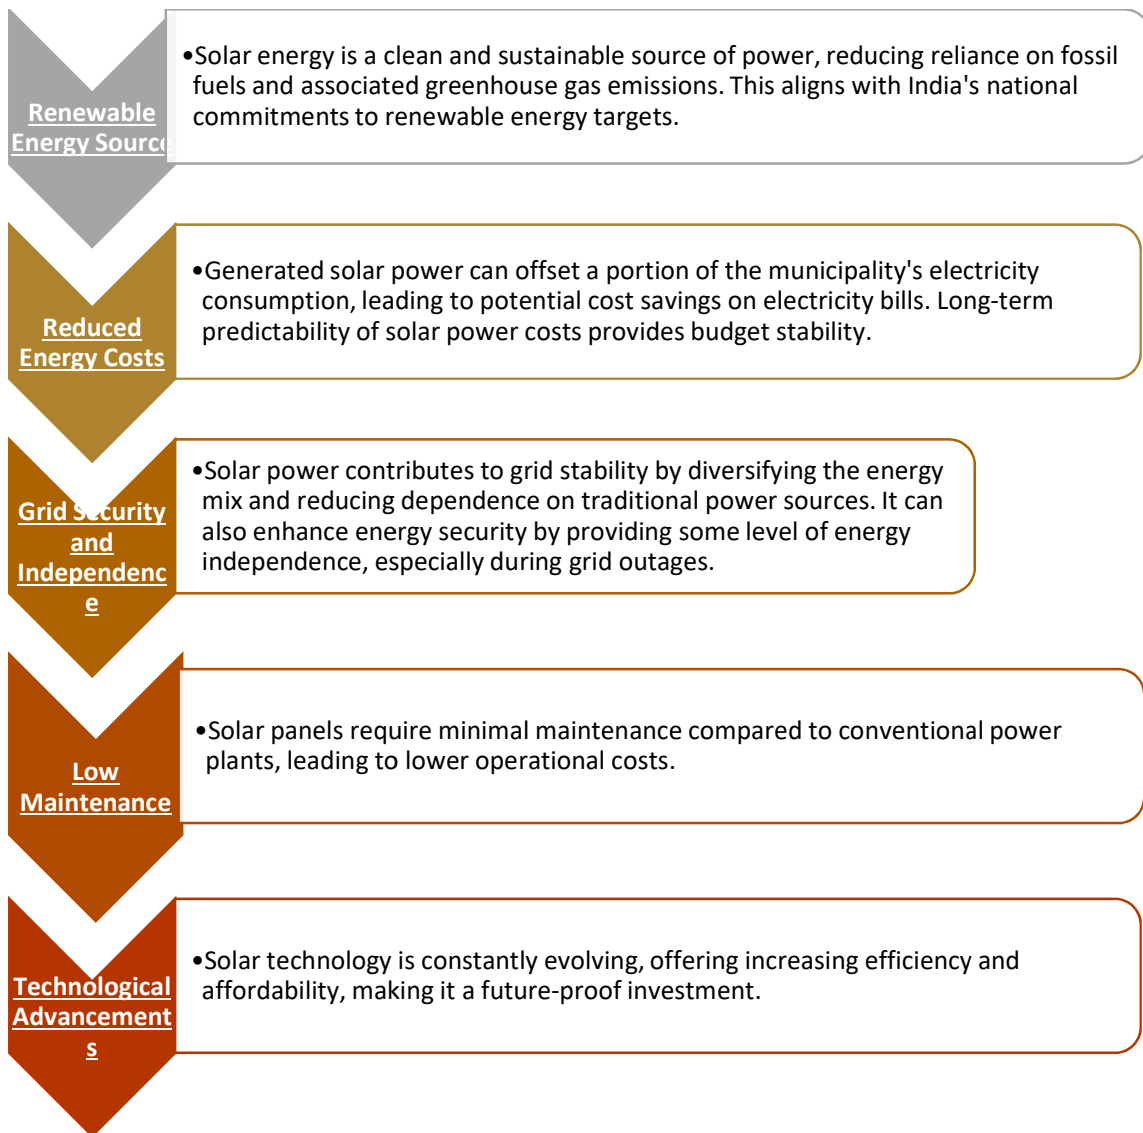 Renewable
Energy Source
•Solar energy is a clean and sustainable source of power, reducing reliance on fossil
fuels and associated greenhouse gas emissions. This aligns with India's national
commitments to renewable energy targets.
Reduced
Energy Costs
•Generated solar power can offset a portion of the municipality's electricity
consumption, leading to potential cost savings on electricity bills. Long-term
predictability of solar power costs provides budget stability.
Grid Security
and
Independenc
e
•Solar power contributes to grid stability by diversifying the energy
mix and reducing dependence on traditional power sources. It can
also enhance energy security by providing some level of energy
independence, especially during grid outages.
Low
Maintenance
•Solar panels require minimal maintenance compared to conventional power
plants, leading to lower operational costs.
Technological
Advancement
s
•Solar technology is constantly evolving, offering increasing efficiency and
affordability, making it a future-proof investment.